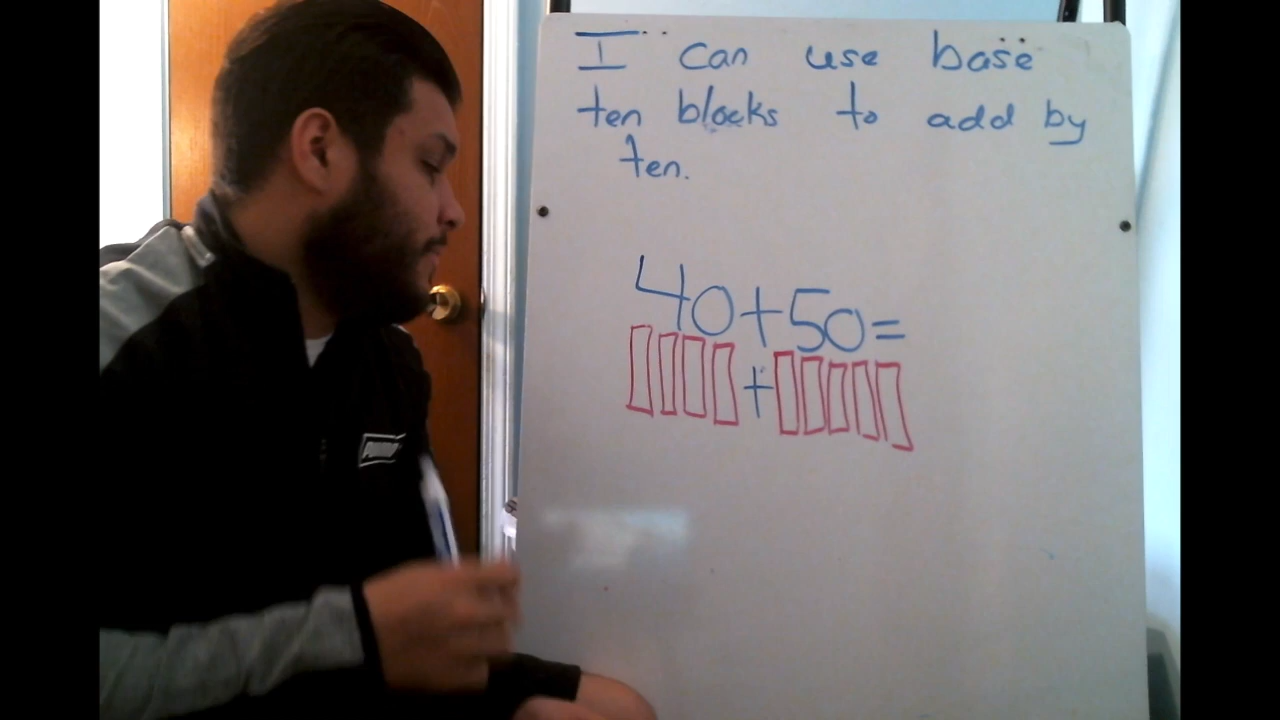 I can use base
ten blocks to add by
ten.
40+50=
+